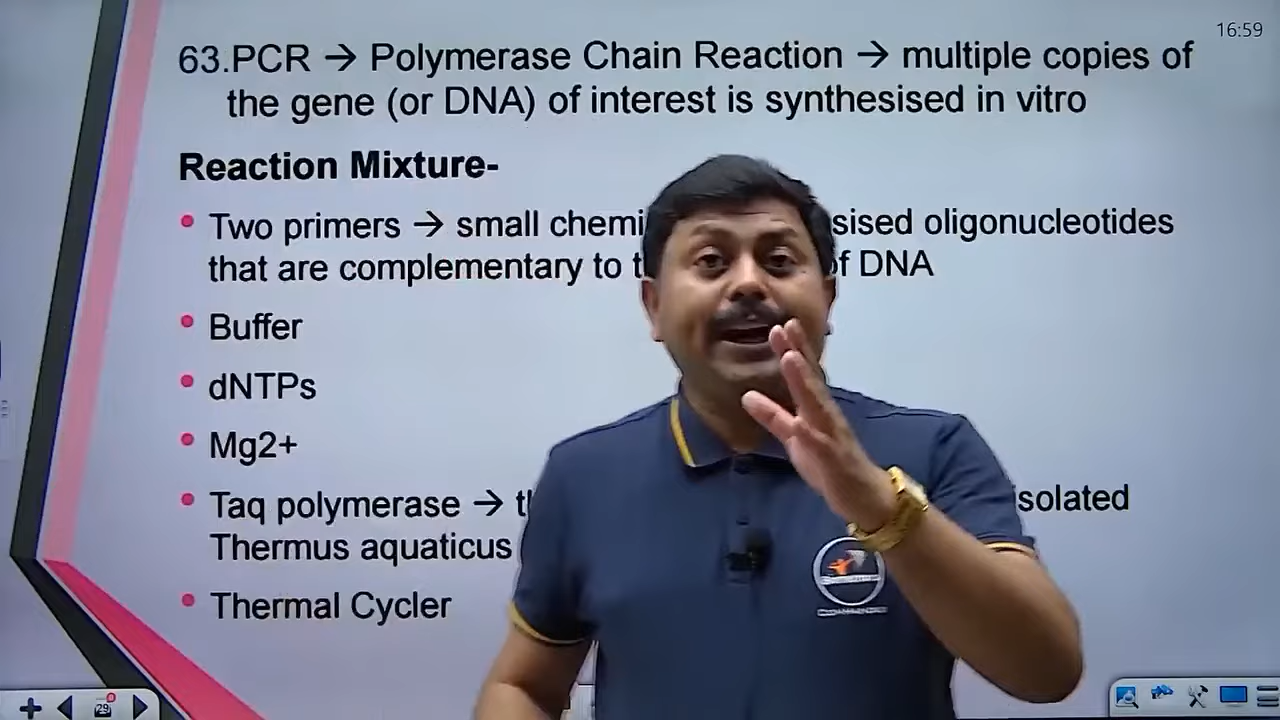 16:59
63.PCR → Polymerase Chain Reaction → multiple copies of
the gene (or DNA) of interest is synthesised in vitro
Reaction Mixture-
• Two primers → small chemi sised oligonucleotides
that are complementary to t of DNA
• Buffer
• dNTPs
• Mg2+
• Taq polymerase → t isolated
Thermus aquaticus
• Thermal Cycler
29